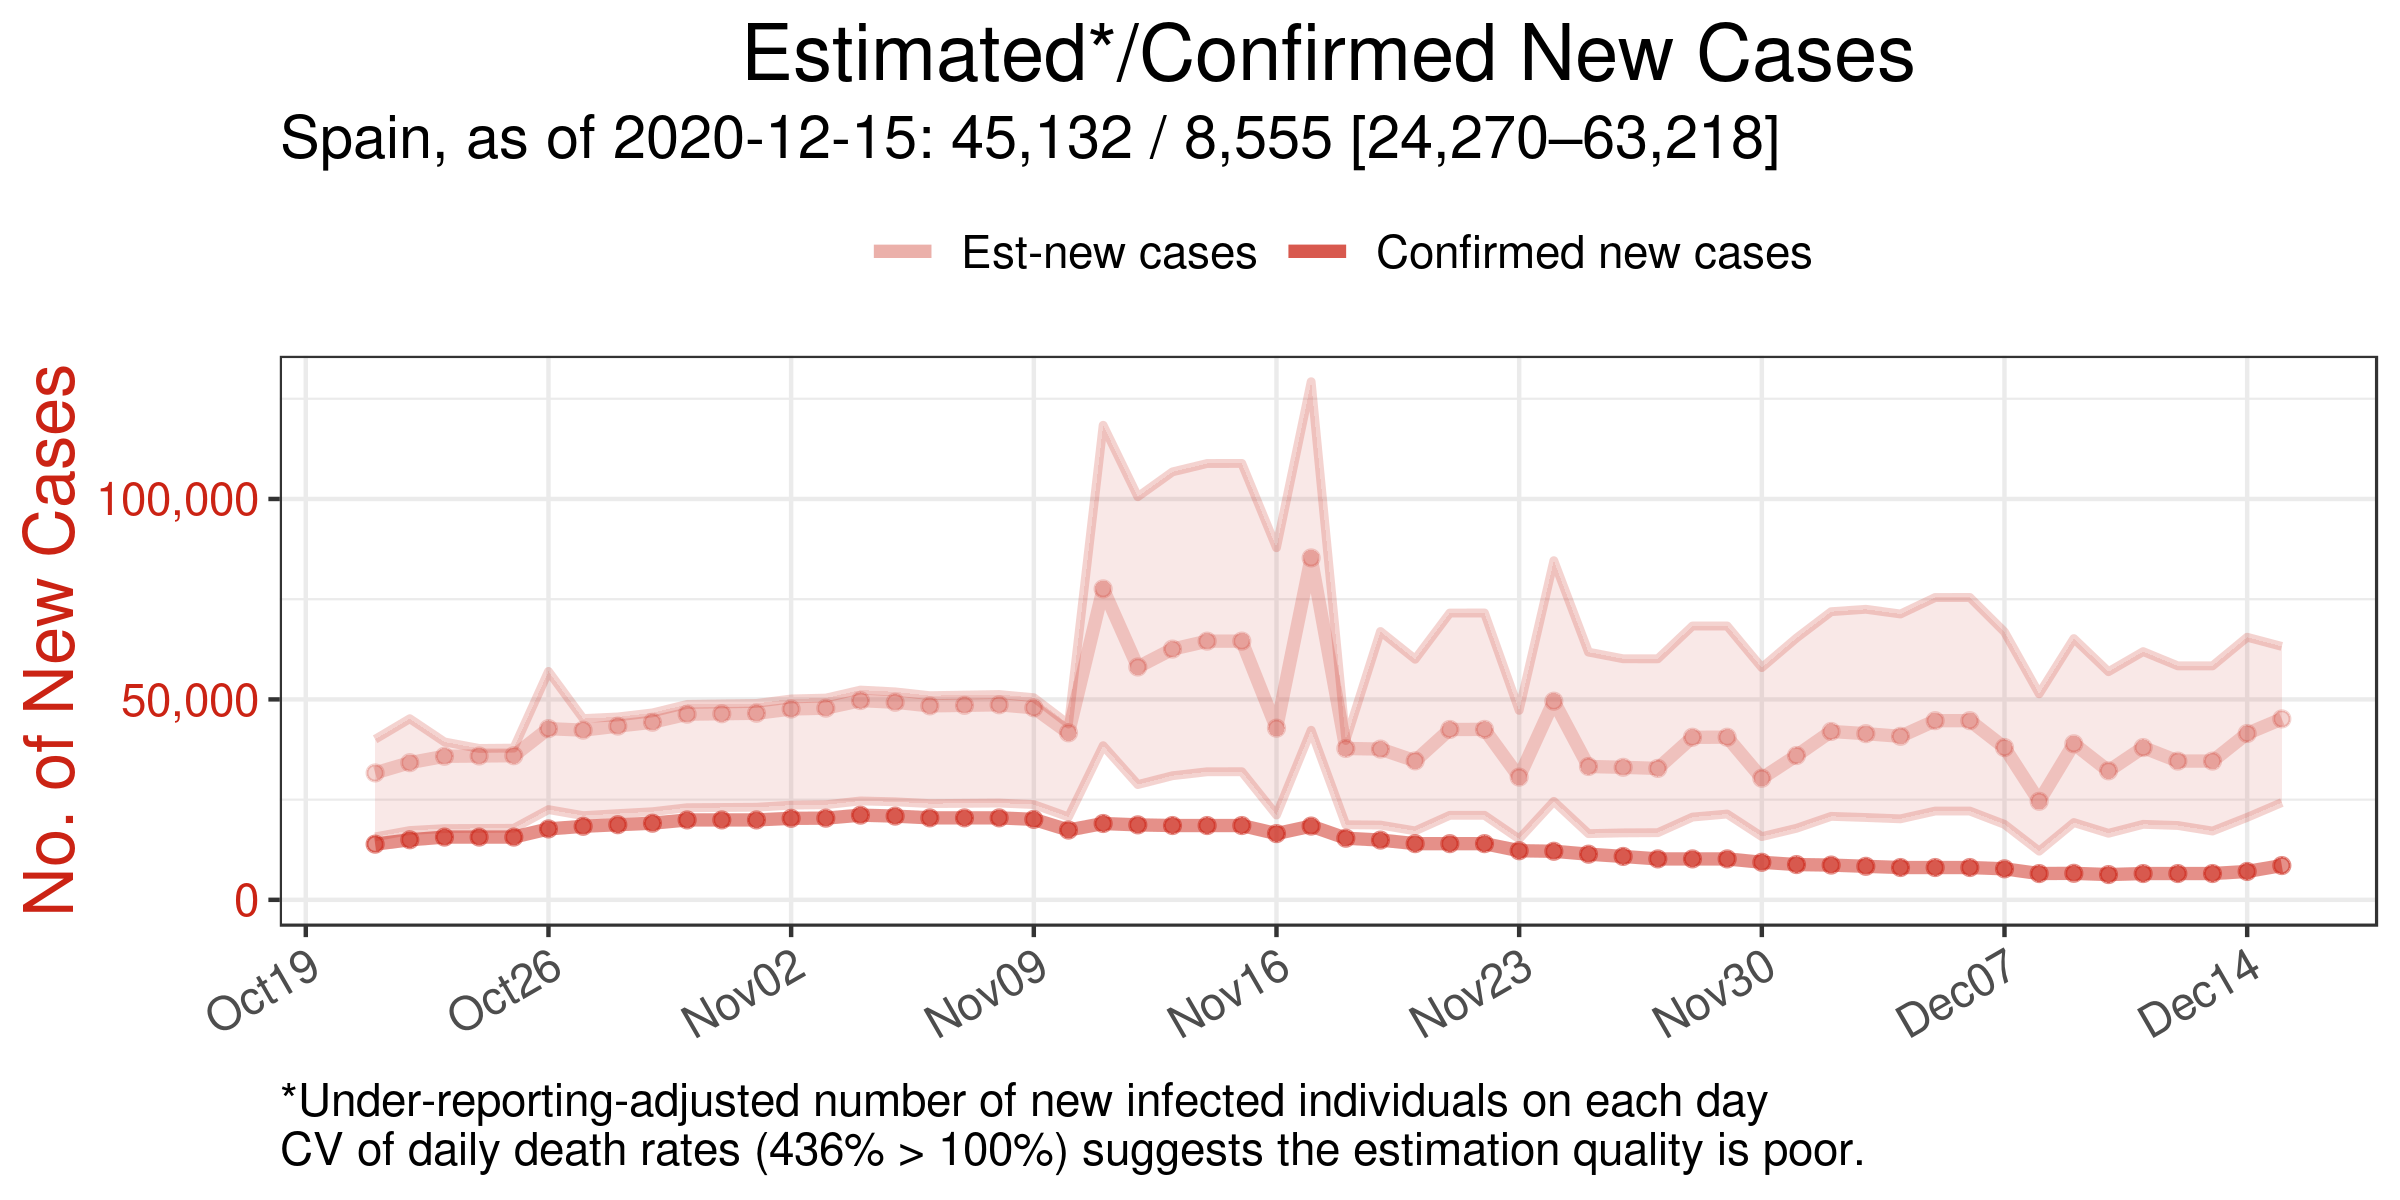 Estimated*/Confirmed New Cases
Spain, as of 2020-12-15: 45,132 / 8,555 [24,270–63,218]
Est-new cases
Confirmed new cases
No. of New Cases
100,000
50,000
0
Oct19
Oct26
Nov02
Nov09
Nov16
Nov23
Nov30
Dec07
Dec14
*Under-reporting-adjusted number of new infected individuals on each day
CV of daily death rates (436% > 100%) suggests the estimation quality is poor.